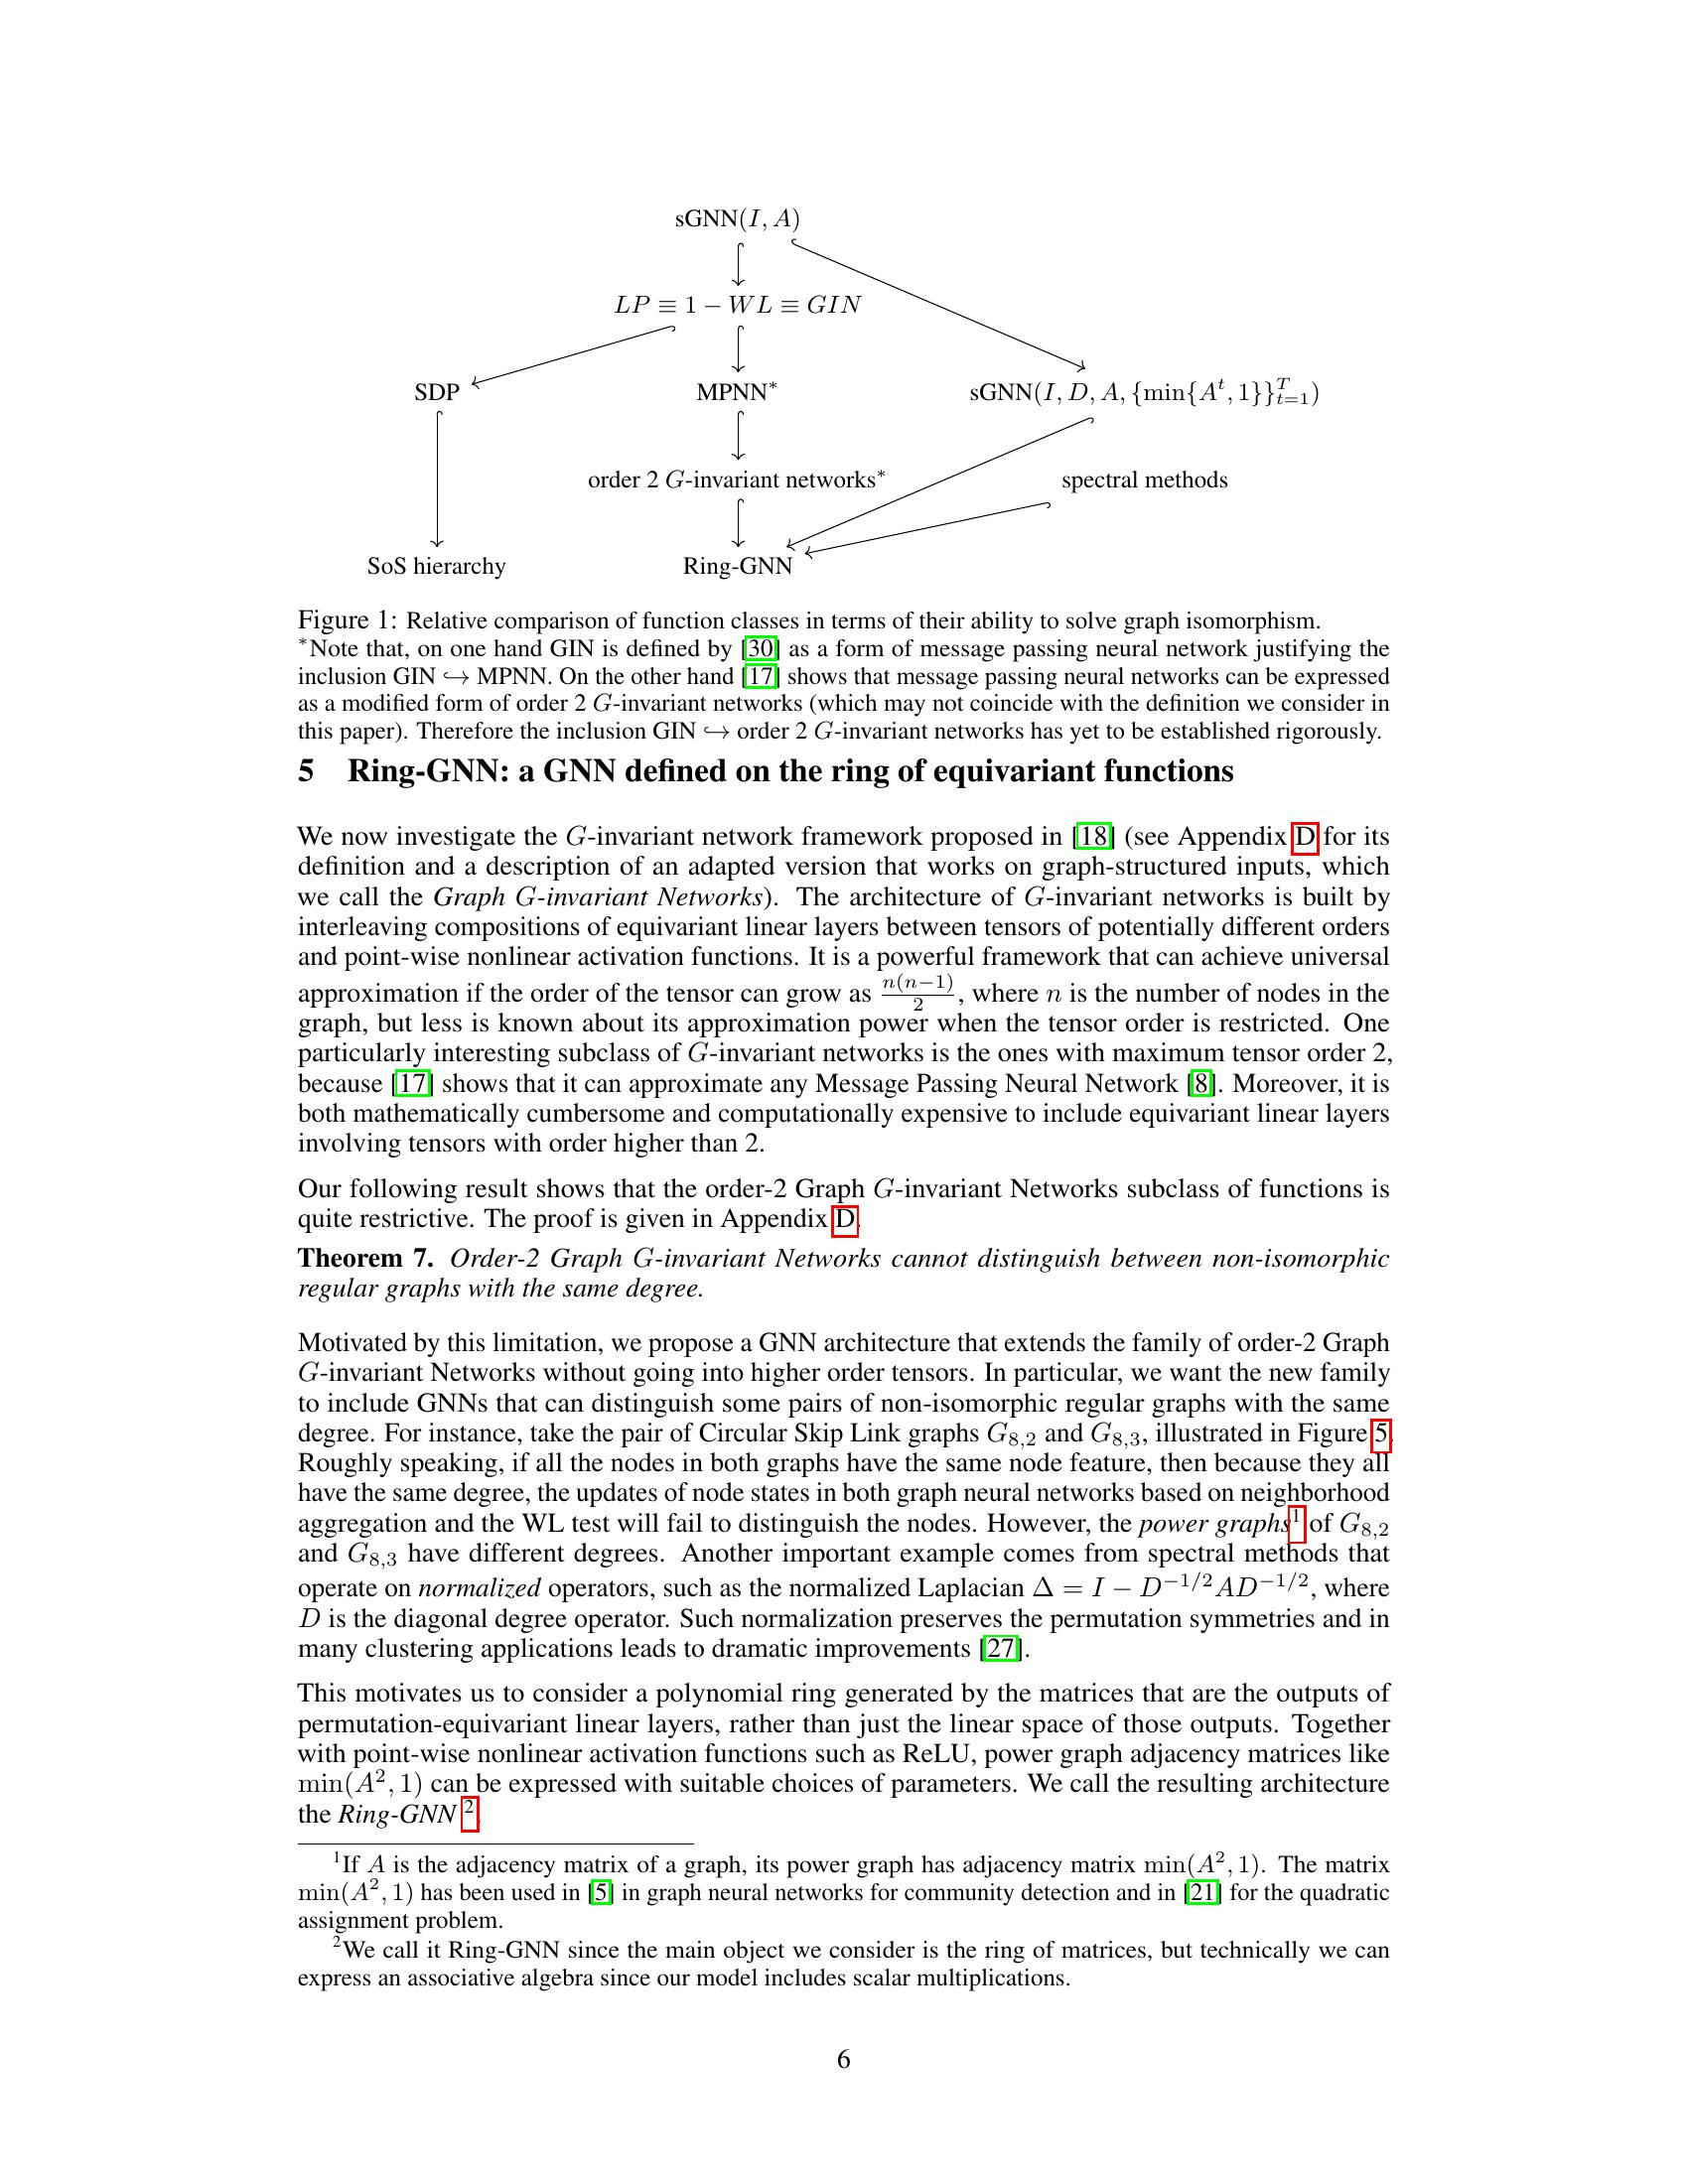 sGNN(I, A)
LP ≡ 1 − WL ≡ GIN
SDP MPNN* sGNN(I, D, A, {min{A^t, 1}}_{t=1}^T)
order 2 G-invariant networks* spectral methods
SoS hierarchy Ring-GNN
Figure 1: Relative comparison of function classes in terms of their ability to solve graph isomorphism.
*Note that, on one hand GIN is defined by [30] as a form of message passing neural network justifying the
inclusion GIN ↪ MPNN. On the other hand [17] shows that message passing neural networks can be expressed
as a modified form of order 2 G-invariant networks (which may not coincide with the definition we consider in
this paper). Therefore the inclusion GIN ↪ order 2 G-invariant networks has yet to be established rigorously.
5 Ring-GNN: a GNN defined on the ring of equivariant functions
We now investigate the G-invariant network framework proposed in [18] (see Appendix D for its
definition and a description of an adapted version that works on graph-structured inputs, which
we call the Graph G-invariant Networks). The architecture of G-invariant networks is built by
interleaving compositions of equivariant linear layers between tensors of potentially different orders
and point-wise nonlinear activation functions. It is a powerful framework that can achieve universal
approximation if the order of the tensor can grow as n(n−1)/2, where n is the number of nodes in the
graph, but less is known about its approximation power when the tensor order is restricted. One
particularly interesting subclass of G-invariant networks is the ones with maximum tensor order 2,
because [17] shows that it can approximate any Message Passing Neural Network [8]. Moreover, it is
both mathematically cumbersome and computationally expensive to include equivariant linear layers
involving tensors with order higher than 2.
Our following result shows that the order-2 Graph G-invariant Networks subclass of functions is
quite restrictive. The proof is given in Appendix D.
Theorem 7. Order-2 Graph G-invariant Networks cannot distinguish between non-isomorphic
regular graphs with the same degree.
Motivated by this limitation, we propose a GNN architecture that extends the family of order-2 Graph
G-invariant Networks without going into higher order tensors. In particular, we want the new family
to include GNNs that can distinguish some pairs of non-isomorphic regular graphs with the same
degree. For instance, take the pair of Circular Skip Link graphs G_{8,2} and G_{8,3}, illustrated in Figure 5.
Roughly speaking, if all the nodes in both graphs have the same node feature, then because they all
have the same degree, the updates of node states in both graph neural networks based on neighborhood
aggregation and the WL test will fail to distinguish the nodes. However, the power graphs^1 of G_{8,2}
and G_{8,3} have different degrees. Another important example comes from spectral methods that
operate on normalized operators, such as the normalized Laplacian Δ = I − D^{−1/2}AD^{−1/2}, where
D is the diagonal degree operator. Such normalization preserves the permutation symmetries and in
many clustering applications leads to dramatic improvements [27].
This motivates us to consider a polynomial ring generated by the matrices that are the outputs of
permutation-equivariant linear layers, rather than just the linear space of those outputs. Together
with point-wise nonlinear activation functions such as ReLU, power graph adjacency matrices like
min(A^2, 1) can be expressed with suitable choices of parameters. We call the resulting architecture
the Ring-GNN ^2.
^1If A is the adjacency matrix of a graph, its power graph has adjacency matrix min(A^2, 1). The matrix
min(A^2, 1) has been used in [5] in graph neural networks for community detection and in [21] for the quadratic
assignment problem.
^2We call it Ring-GNN since the main object we consider is the ring of matrices, but technically we can
express an associative algebra since our model includes scalar multiplications.
6